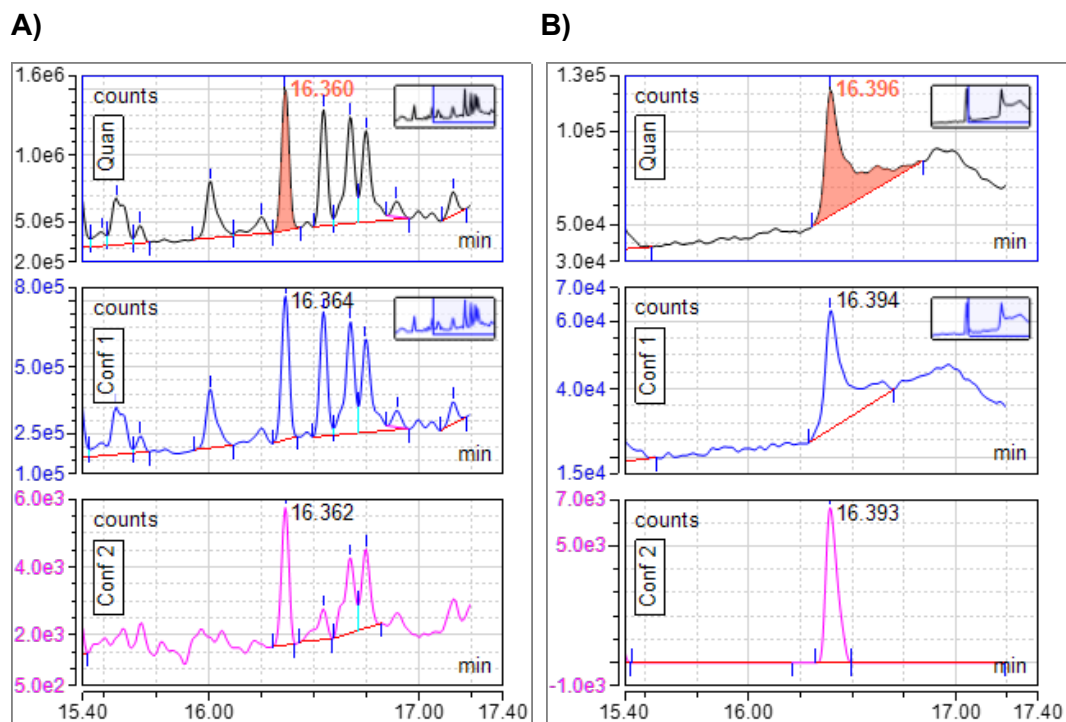 A)
B)
1.6e6
counts
16.360
Quan
1.0e6
5.0e5
min
2.0e5
8.0e5
counts
16.364
Conf 1
5.0e5
2.5e5
min
1.0e5
6.0e3
counts
16.362
Conf 2
4.0e3
2.0e3
min
5.0e2
15.40 16.00 17.00 17.40
1.3e5
counts
16.396
Quan
1.0e5
5.0e4
min
3.0e4
7.0e4
counts
16.394
6.0e4
Conf 1
4.0e4
min
1.5e4
7.0e3
counts
16.393
5.0e3
Conf 2
min
-1.0e3
15.40 16.00 17.00 17.40